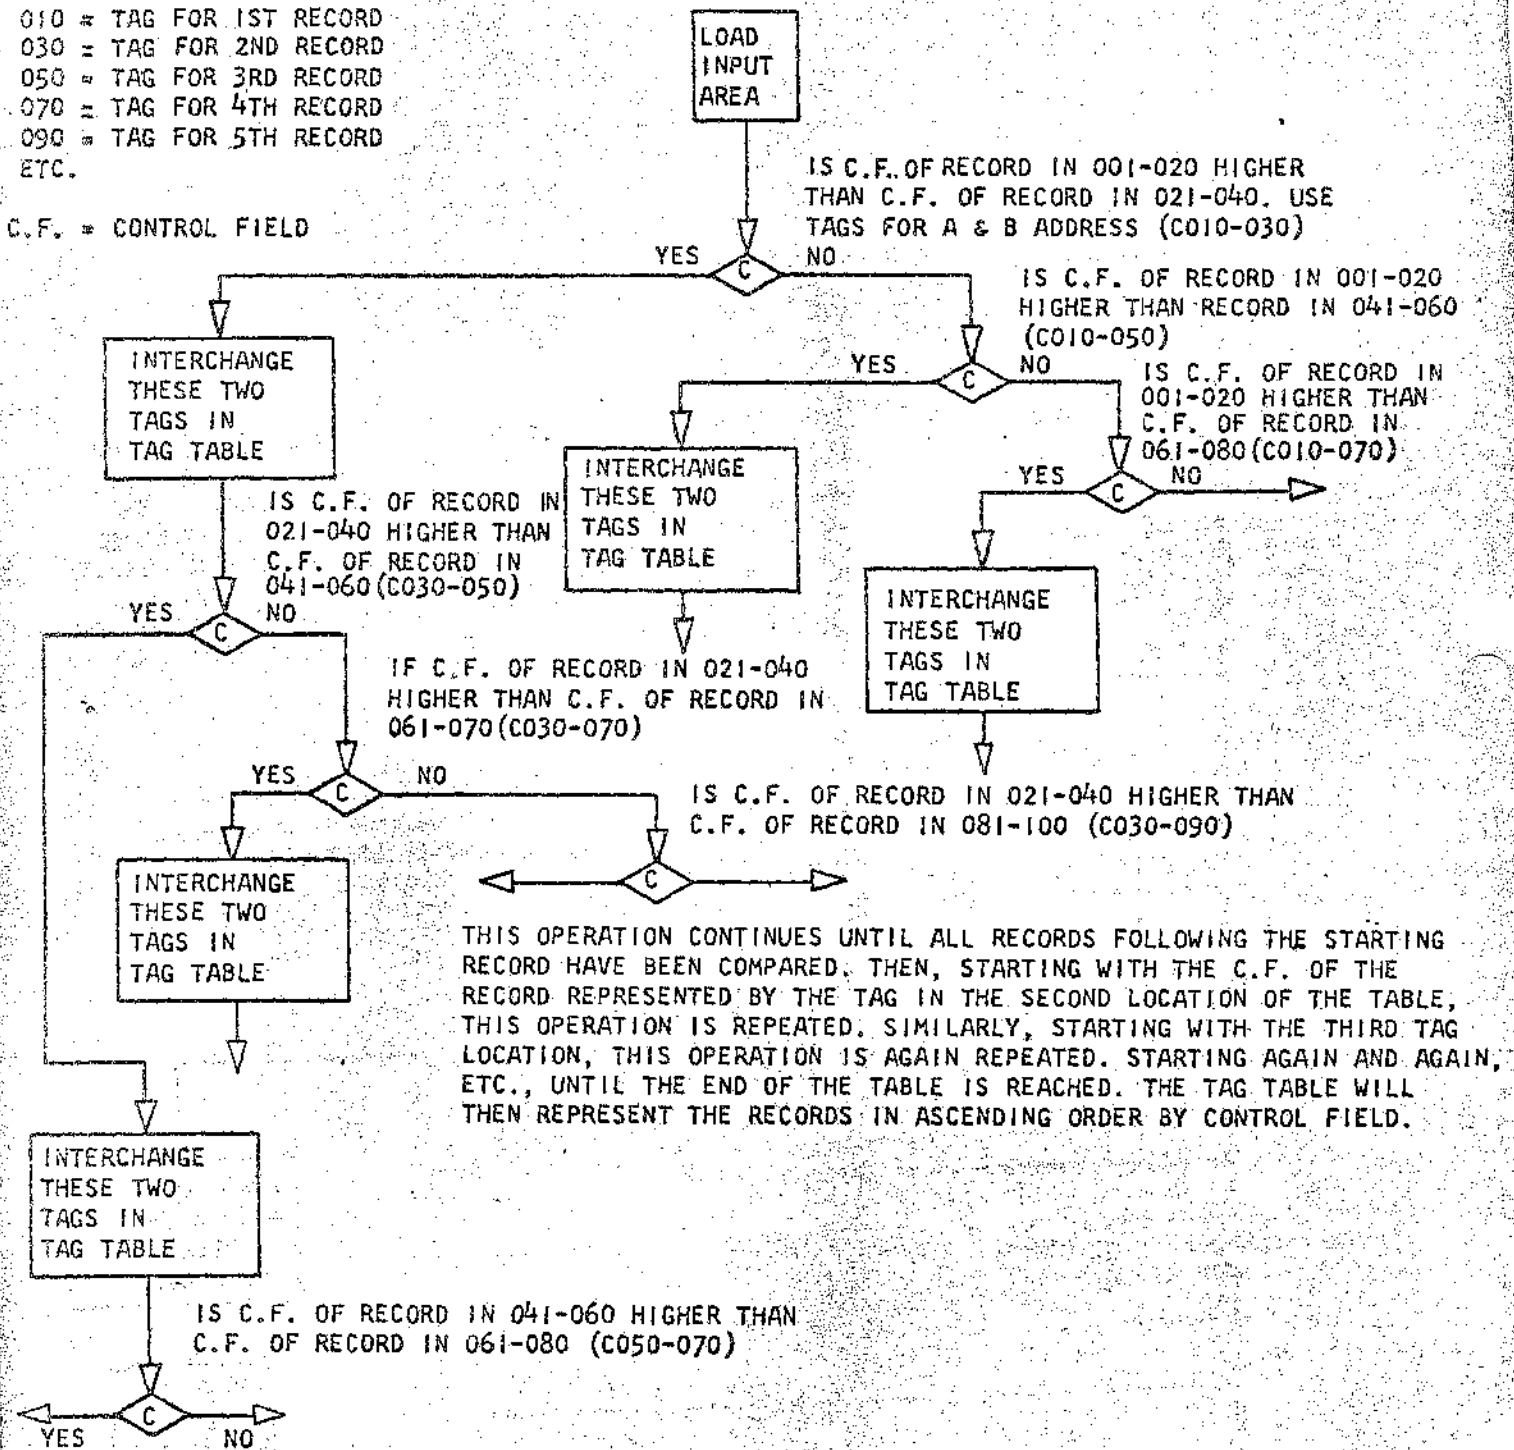 010 = TAG FOR 1ST RECORD
030 = TAG FOR 2ND RECORD
050 = TAG FOR 3RD RECORD
070 = TAG FOR 4TH RECORD
090 = TAG FOR 5TH RECORD
ETC.
C.F. = CONTROL FIELD
LOAD
INPUT
AREA
IS C.F. OF RECORD IN 001-020 HIGHER
THAN C.F. OF RECORD IN 021-040. USE
TAGS FOR A & B ADDRESS (C010-030)
YES
C
NO
IS C.F. OF RECORD IN 001-020
HIGHER THAN RECORD IN 041-060
(C010-050)
YES
C
NO
IS C.F. OF RECORD IN
001-020 HIGHER THAN
C.F. OF RECORD IN
061-080(C010-070)
YES
C
NO
INTERCHANGE
THESE TWO
TAGS IN
TAG TABLE
INTERCHANGE
THESE TWO
TAGS IN
TAG TABLE
INTERCHANGE
THESE TWO
TAGS IN
TAG TABLE
IS C.F. OF RECORD IN
021-040 HIGHER THAN
C.F. OF RECORD IN
041-060(C030-050)
YES
C
NO
IF C.F. OF RECORD IN 021-040
HIGHER THAN C.F. OF RECORD IN
061-070(C030-070)
YES
C
NO
IS C.F. OF RECORD IN 021-040 HIGHER THAN
C.F. OF RECORD IN 081-100 (C030-090)
C
INTERCHANGE
THESE TWO
TAGS IN
TAG TABLE
THIS OPERATION CONTINUES UNTIL ALL RECORDS FOLLOWING THE STARTING
RECORD HAVE BEEN COMPARED. THEN, STARTING WITH THE C.F. OF THE
RECORD REPRESENTED BY THE TAG IN THE SECOND LOCATION OF THE TABLE,
THIS OPERATION IS REPEATED. SIMILARLY, STARTING WITH THE THIRD TAG
LOCATION, THIS OPERATION IS AGAIN REPEATED. STARTING AGAIN AND AGAIN,
ETC., UNTIL THE END OF THE TABLE IS REACHED. THE TAG TABLE WILL
THEN REPRESENT THE RECORDS IN ASCENDING ORDER BY CONTROL FIELD.
INTERCHANGE
THESE TWO
TAGS IN
TAG TABLE
IS C.F. OF RECORD IN 041-060 HIGHER THAN
C.F. OF RECORD IN 061-080 (C050-070)
C
YES
NO